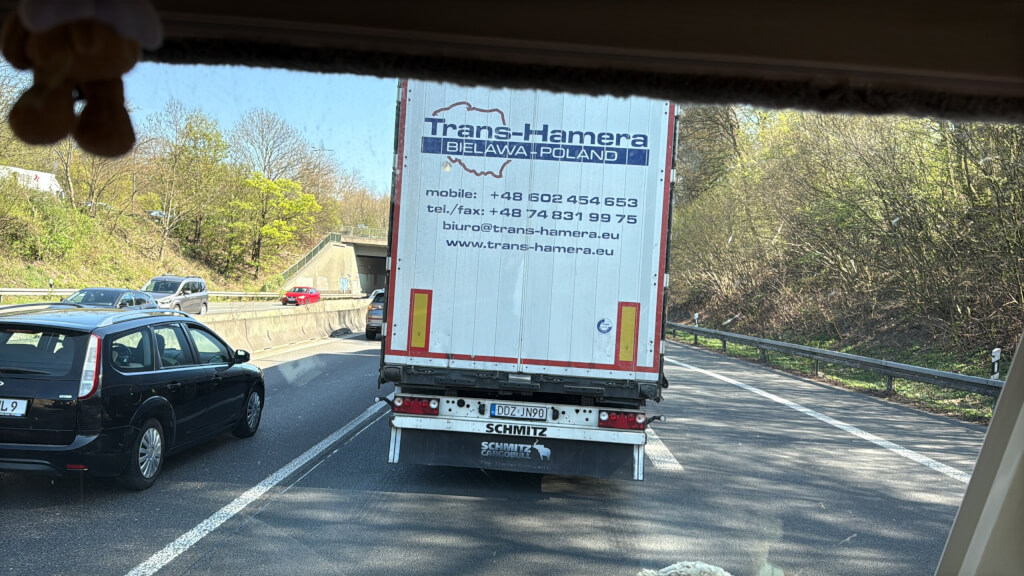 Trans-Hamera
BIELAWA - POLAND
mobile: +48 602 454 653
tel./fax: +48 74 831 99 75
biuro@trans-hamera.eu
www.trans-hamera.eu
DDZ JN90
SCHMITZ
SCHMITZ
CARGOBULL